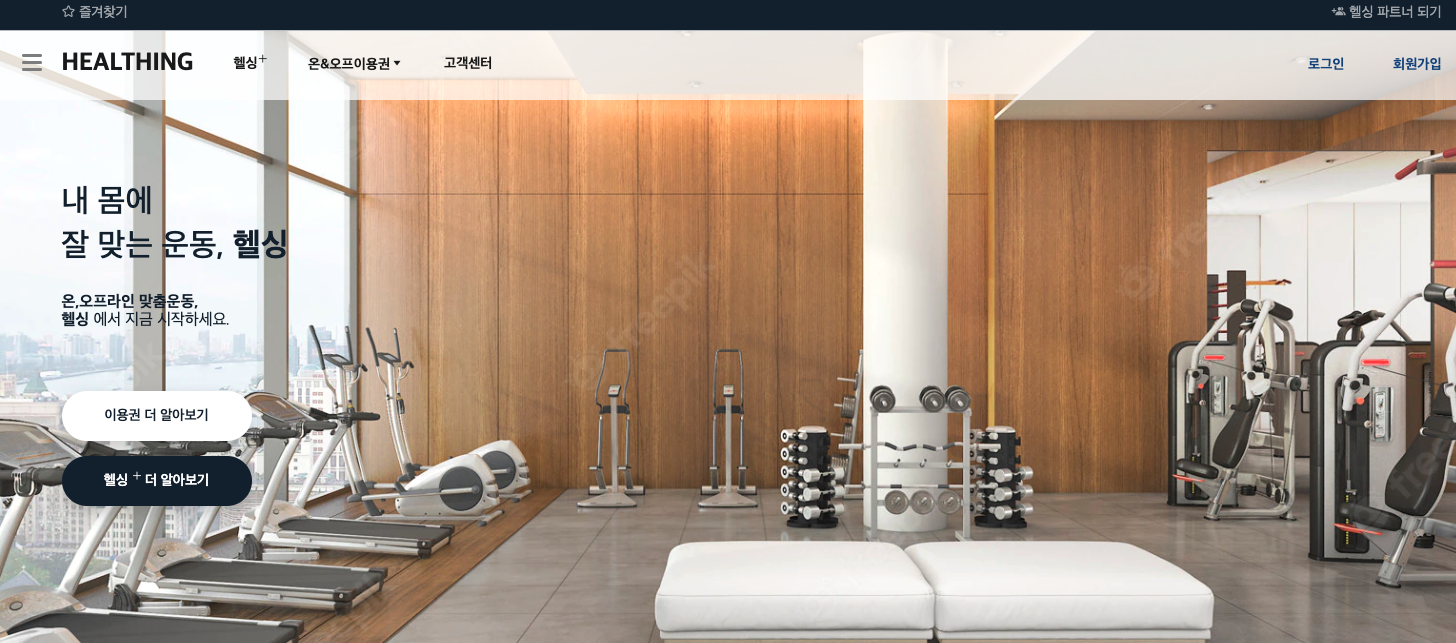 즐겨찾기
헬싱 파트너 되기
HEALTHING
헬싱+
온&오프이용권
고객센터
로그인
회원가입
내 몸에
잘 맞는 운동, 헬싱
온,오프라인 맞춤운동,
헬싱 에서 지금 시작하세요.
이용권 더 알아보기
헬싱 + 더 알아보기
freepik